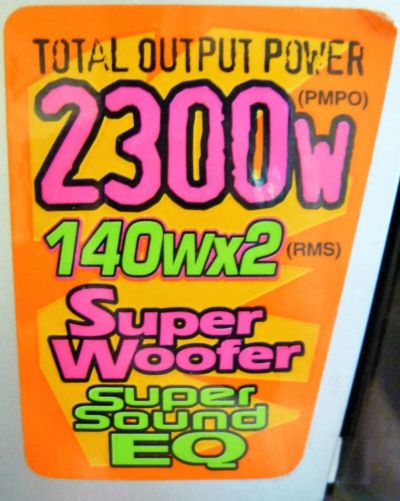 TOTAL OUTPUT POWER
2300W (PMPO)
140Wx2 (RMS)
Super
Woofer
Super
Sound
EQ